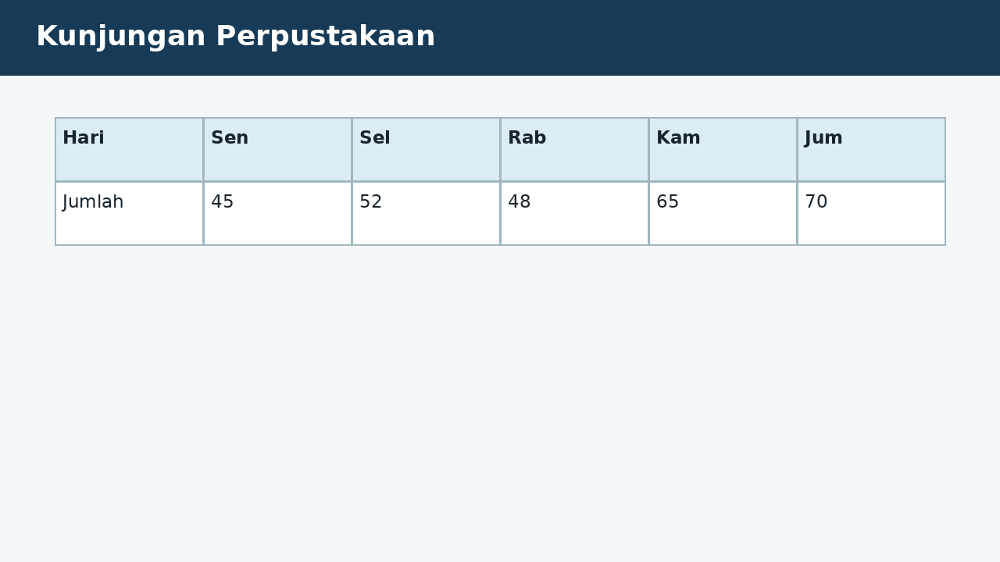 Kunjungan Perpustakaan
Hari Sen Sel Rab Kam Jum
Jumlah 45 52 48 65 70